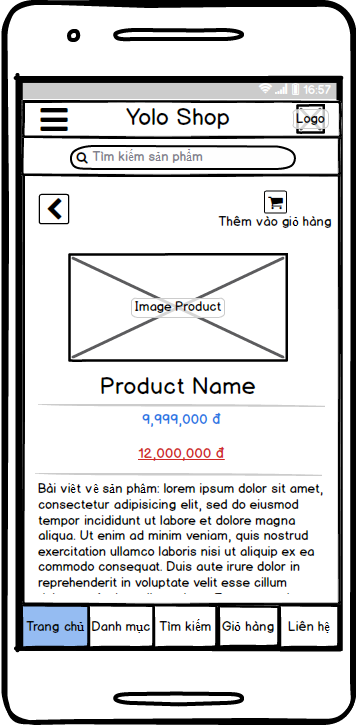 16:57
Yolo Shop
Logo
Tìm kiếm sản phẩm
Thêm vào giỏ hàng
Image Product
Product Name
9,999,000 đ
12,000,000 đ
Bài viết về sản phẩm: lorem ipsum dolor sit amet,
consectetur adipisicing elit, sed do eiusmod
tempor incididunt ut labore et dolore magna
aliqua. Ut enim ad minim veniam, quis nostrud
exercitation ullamco laboris nisi ut aliquip ex ea
commodo consequat. Duis aute irure dolor in
reprehenderit in voluptate velit esse cillum
Trang chủ Danh mục Tìm kiếm Giỏ hàng Liên hệ